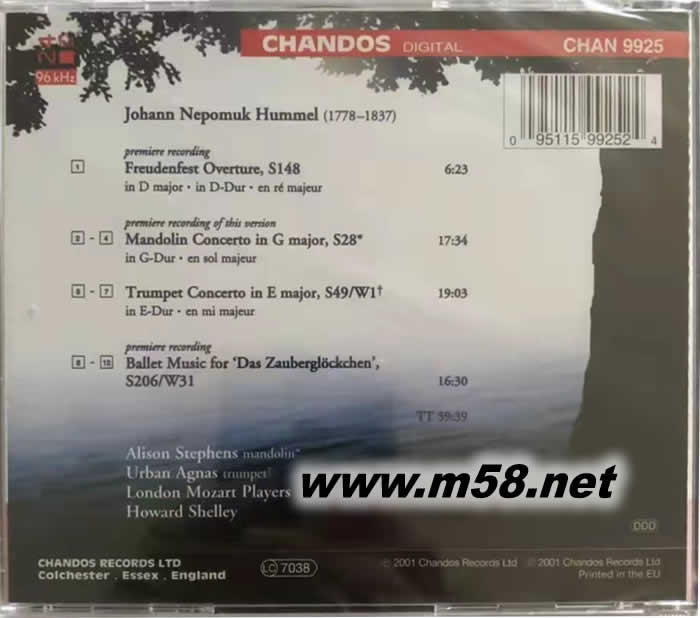 24
96 kHz
CHANDOS DIGITAL CHAN 9925
Johann Nepomuk Hummel (1778–1837)
0 95115 99252 4
premiere recording
1 Freudenfest Overture, S148 6:23
in D major · in D-Dur · en ré majeur
premiere recording of this version
2 - 4 Mandolin Concerto in G major, S28* 17:34
in G-Dur · en sol majeur
5 - 7 Trumpet Concerto in E major, S49/W1† 19:03
in E-Dur · en mi majeur
premiere recording
8 - 12 Ballet Music for ‘Das Zauberglöckchen’,
S206/W31 16:30
TT 59:39
Alison Stephens mandolin*
Urban Agnas trumpet†
London Mozart Players
Howard Shelley
www.m58.net
DDD
CHANDOS RECORDS LTD
Colchester . Essex . England
LC 7038
℗ 2001 Chandos Records Ltd © 2001 Chandos Records Ltd
Printed in the EU